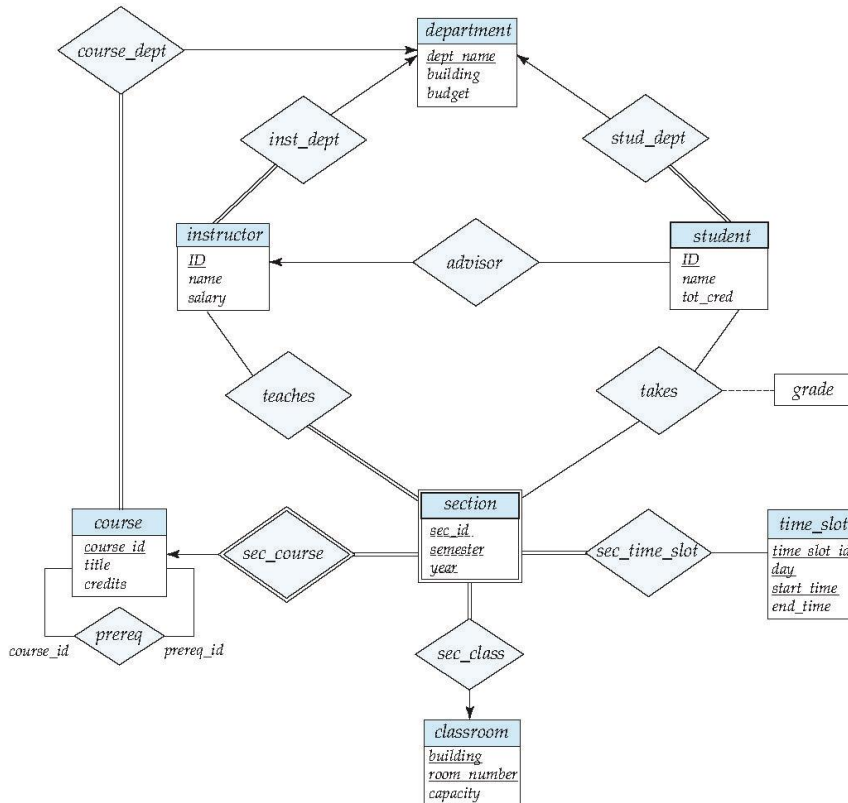 department
course_dept
dept_name
building
budget
inst_dept
stud_dept
instructor
ID
name
salary
advisor
student
ID
name
tot_cred
teaches
takes
grade
section
sec_id
semester
year
course
course_id
title
credits
sec_course
sec_time_slot
time_slot
time_slot_id
day
start_time
end_time
prereq
course_id
prereq_id
sec_class
classroom
building
room_number
capacity